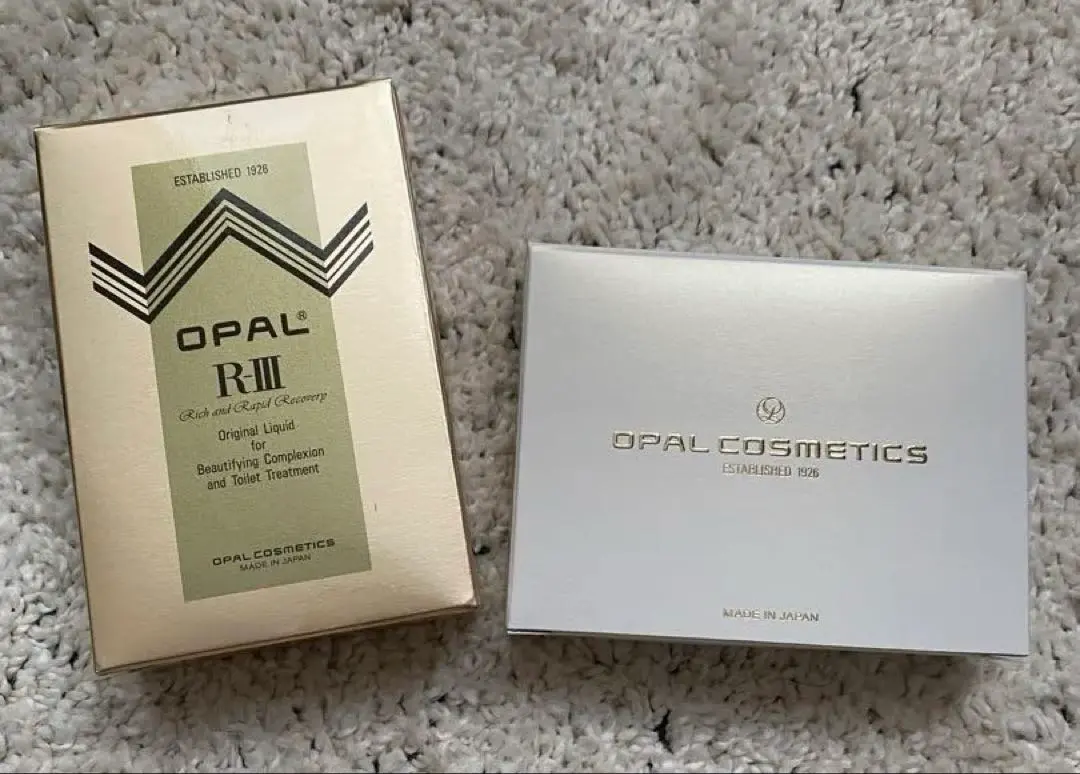 ESTABLISHED 1926
OPAL®
R-III
Rich and Rapid Recovery
Original Liquid
for
Beautifying Complexion
and Toilet Treatment
OPAL COSMETICS
MADE IN JAPAN
OPAL COSMETICS
ESTABLISHED 1926
MADE IN JAPAN